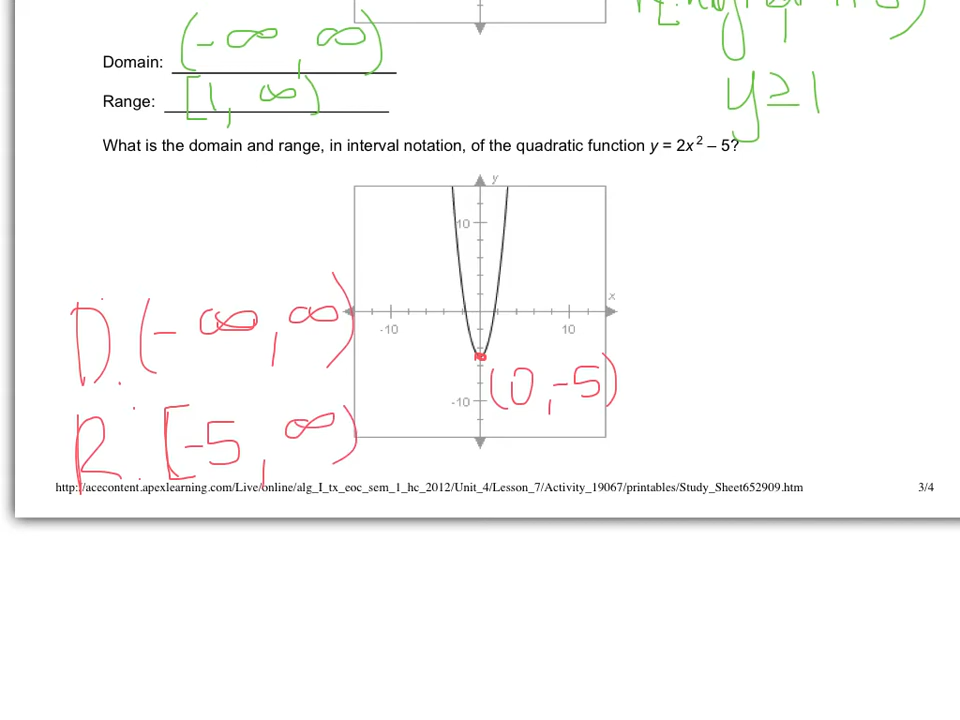 Domain: (-∞, ∞)
Range: [1, ∞)
y≥1
What is the domain and range, in interval notation, of the quadratic function y = 2x² – 5?
y
10
x
-10
10
D: (-∞, ∞)
(0, -5)
-10
R: [-5, ∞)
http://acecontent.apexlearning.com/Live/online/alg_I_tx_eoc_sem_1_hc_2012/Unit_4/Lesson_7/Activity_19067/printables/Study_Sheet652909.htm
3/4